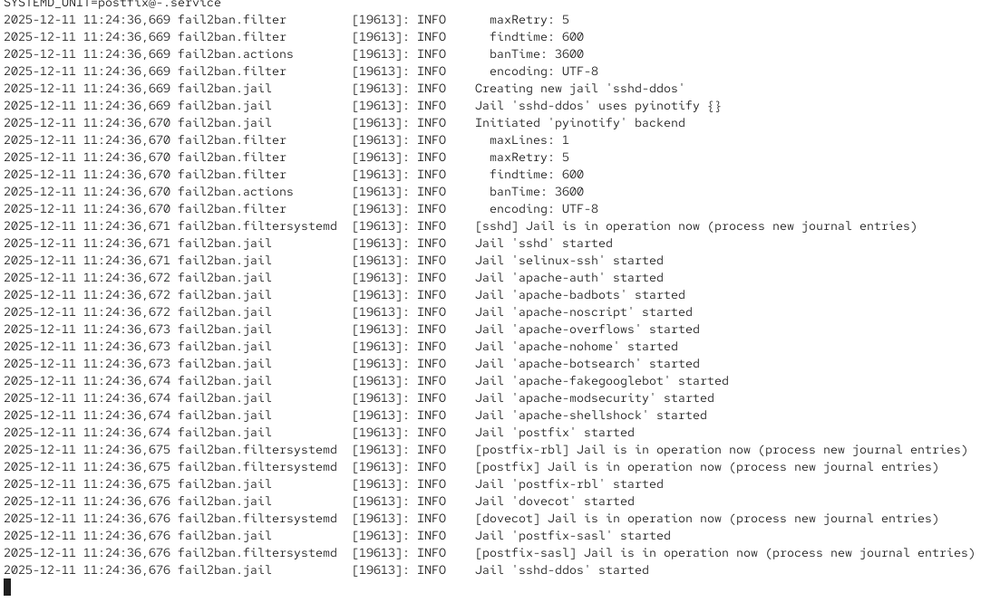 SYSTEMD_UNIT=postfix@-.service
2025-12-11 11:24:36,669 fail2ban.filter         [19613]: INFO      maxRetry: 5
2025-12-11 11:24:36,669 fail2ban.filter         [19613]: INFO      findtime: 600
2025-12-11 11:24:36,669 fail2ban.actions        [19613]: INFO      banTime: 3600
2025-12-11 11:24:36,669 fail2ban.filter         [19613]: INFO      encoding: UTF-8
2025-12-11 11:24:36,669 fail2ban.jail           [19613]: INFO    Creating new jail 'sshd-ddos'
2025-12-11 11:24:36,669 fail2ban.jail           [19613]: INFO    Jail 'sshd-ddos' uses pyinotify {}
2025-12-11 11:24:36,670 fail2ban.jail           [19613]: INFO    Initiated 'pyinotify' backend
2025-12-11 11:24:36,670 fail2ban.filter         [19613]: INFO      maxLines: 1
2025-12-11 11:24:36,670 fail2ban.filter         [19613]: INFO      maxRetry: 5
2025-12-11 11:24:36,670 fail2ban.filter         [19613]: INFO      findtime: 600
2025-12-11 11:24:36,670 fail2ban.actions        [19613]: INFO      banTime: 3600
2025-12-11 11:24:36,670 fail2ban.filter         [19613]: INFO      encoding: UTF-8
2025-12-11 11:24:36,671 fail2ban.filtersystemd  [19613]: INFO    [sshd] Jail is in operation now (process new journal entries)
2025-12-11 11:24:36,671 fail2ban.jail           [19613]: INFO    Jail 'sshd' started
2025-12-11 11:24:36,671 fail2ban.jail           [19613]: INFO    Jail 'selinux-ssh' started
2025-12-11 11:24:36,672 fail2ban.jail           [19613]: INFO    Jail 'apache-auth' started
2025-12-11 11:24:36,672 fail2ban.jail           [19613]: INFO    Jail 'apache-badbots' started
2025-12-11 11:24:36,672 fail2ban.jail           [19613]: INFO    Jail 'apache-noscript' started
2025-12-11 11:24:36,673 fail2ban.jail           [19613]: INFO    Jail 'apache-overflows' started
2025-12-11 11:24:36,673 fail2ban.jail           [19613]: INFO    Jail 'apache-nohome' started
2025-12-11 11:24:36,673 fail2ban.jail           [19613]: INFO    Jail 'apache-botsearch' started
2025-12-11 11:24:36,674 fail2ban.jail           [19613]: INFO    Jail 'apache-fakegooglebot' started
2025-12-11 11:24:36,674 fail2ban.jail           [19613]: INFO    Jail 'apache-modsecurity' started
2025-12-11 11:24:36,674 fail2ban.jail           [19613]: INFO    Jail 'apache-shellshock' started
2025-12-11 11:24:36,674 fail2ban.jail           [19613]: INFO    Jail 'postfix' started
2025-12-11 11:24:36,675 fail2ban.filtersystemd  [19613]: INFO    [postfix-rbl] Jail is in operation now (process new journal entries)
2025-12-11 11:24:36,675 fail2ban.filtersystemd  [19613]: INFO    [postfix] Jail is in operation now (process new journal entries)
2025-12-11 11:24:36,675 fail2ban.jail           [19613]: INFO    Jail 'postfix-rbl' started
2025-12-11 11:24:36,676 fail2ban.jail           [19613]: INFO    Jail 'dovecot' started
2025-12-11 11:24:36,676 fail2ban.filtersystemd  [19613]: INFO    [dovecot] Jail is in operation now (process new journal entries)
2025-12-11 11:24:36,676 fail2ban.jail           [19613]: INFO    Jail 'postfix-sasl' started
2025-12-11 11:24:36,676 fail2ban.filtersystemd  [19613]: INFO    [postfix-sasl] Jail is in operation now (process new journal entries)
2025-12-11 11:24:36,676 fail2ban.jail           [19613]: INFO    Jail 'sshd-ddos' started